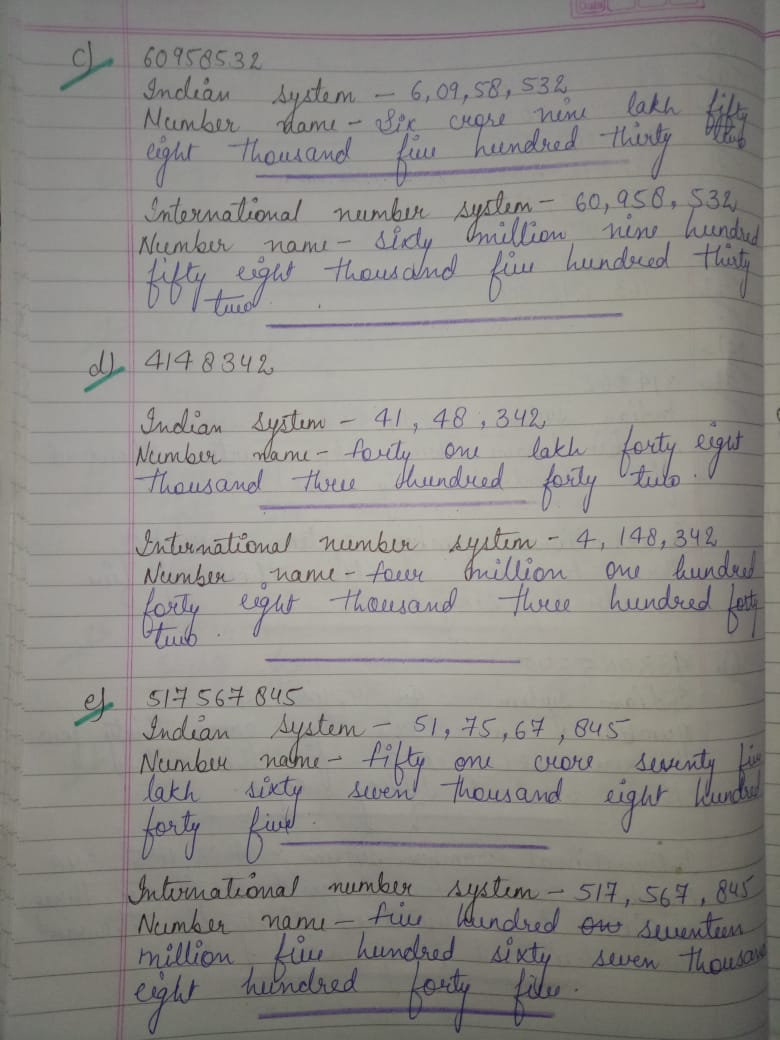 c) 60958532
Indian system - 6,09,58,532
Number name - Six crore nine lakh fifty
eight thousand five hundred thirty two
International number system - 60,958,532
Number name - sixty million nine hundred
fifty eight thousand five hundred thirty
two
d) 4148342
Indian system - 41,48,342
Number name - forty one lakh forty eight
thousand three hundred forty two.
International number system - 4,148,342
Number name - four million one hundred
forty eight thousand three hundred forty
two.
e) 517567845
Indian system - 51,75,67,845
Number name - fifty one crore seventy five
lakh sixty seven thousand eight hundred
forty five.
International number system - 517,567,845
Number name - five hundred seventeen
million five hundred sixty seven thousand
eight hundred forty five.